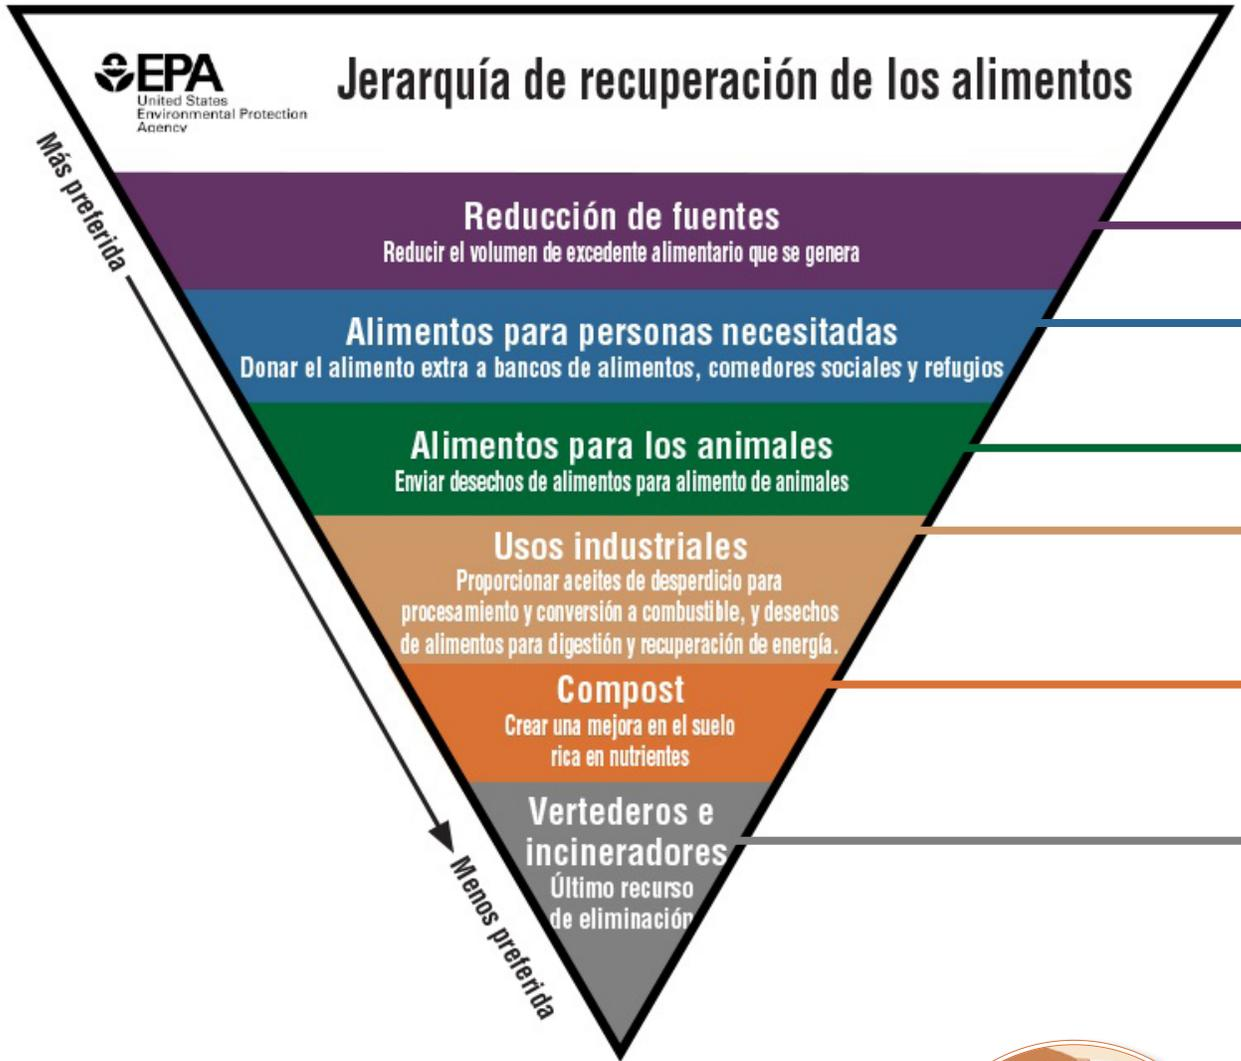 EPA
United States
Environmental Protection
Agency
Jerarquía de recuperación de los alimentos
Más preferida
Reducción de fuentes
Reducir el volumen de excedente alimentario que se genera
Alimentos para personas necesitadas
Donar el alimento extra a bancos de alimentos, comedores sociales y refugios
Alimentos para los animales
Enviar desechos de alimentos para alimento de animales
Usos industriales
Proporcionar aceites de desperdicio para
procesamiento y conversión a combustible, y desechos
de alimentos para digestión y recuperación de energía.
Compost
Crear una mejora en el suelo
rica en nutrientes
Vertederos e
incineradores
Último recurso
de eliminación
Menos preferida